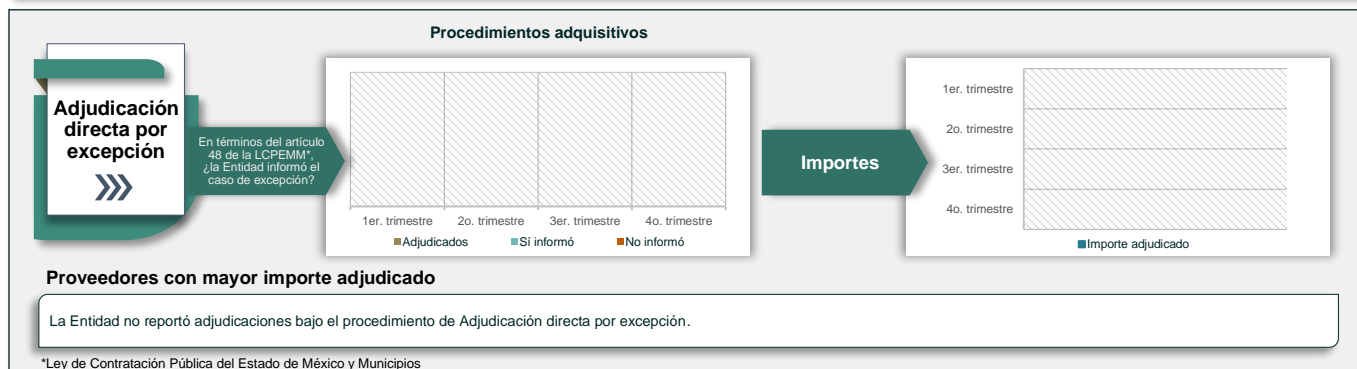 Procedimientos adquisitivos
Adjudicación
directa por
excepción
En términos del artículo
48 de la LCPEMM*,
¿la Entidad informó el
caso de excepción?
1er. trimestre 2o. trimestre 3er. trimestre 4o. trimestre
Adjudicados Sí informó No informó
Importes
1er. trimestre
2o. trimestre
3er. trimestre
4o. trimestre
Importe adjudicado
Proveedores con mayor importe adjudicado
La Entidad no reportó adjudicaciones bajo el procedimiento de Adjudicación directa por excepción.
*Ley de Contratación Pública del Estado de México y Municipios